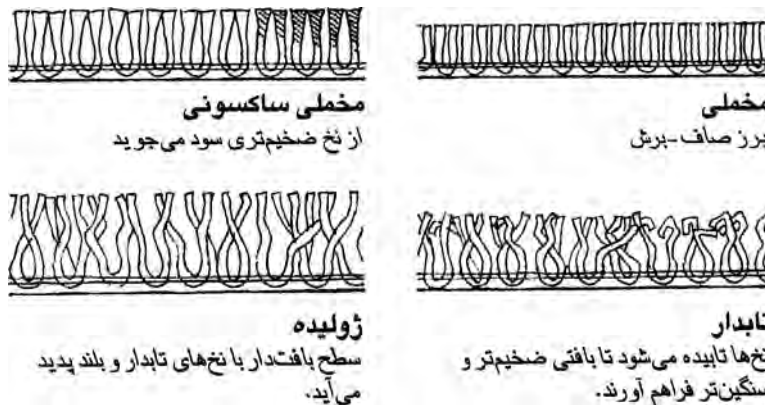 مخملی
پرز صاف-برش
مخملی ساکسونی
از نخ ضخیم‌تری سود می‌جوید
تابدار
نخ‌ها تابیده می‌شود تا بافتی ضخیم‌تر و
سنگین‌تر فراهم آورند.
ژولیده
سطح بافت‌دار با نخ‌های تابدار و بلند پدید
می‌آید.